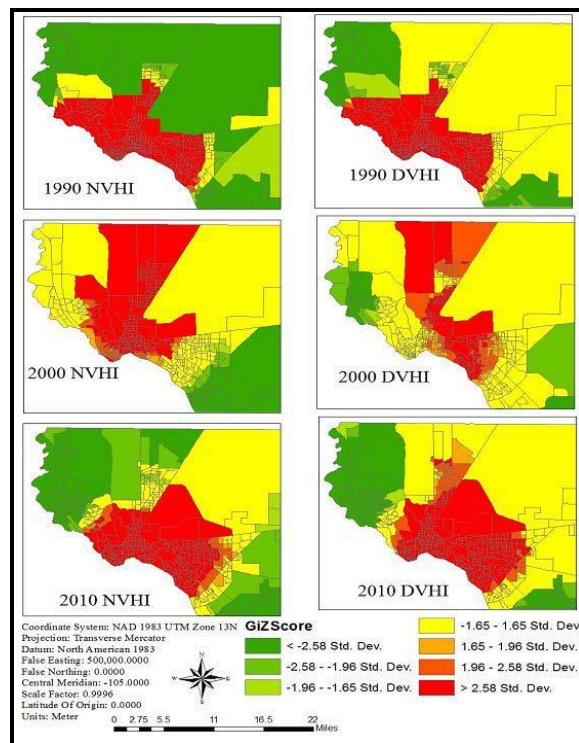 1990 NVHI
1990 DVHI
2000 NVHI
2000 DVHI
2010 NVHI
2010 DVHI
Coordinate System: NAD 1983 UTM Zone 13N
Projection: Transverse Mercator
Datum: North American 1983
False Easting: 500,000.0000
False Northing: 0.0000
Central Meridian: -105.0000
Scale Factor: 0.9996
Latitude Of Origin: 0.0000
Units: Meter
N
W E
S
GiZScore
< -2.58 Std. Dev.
-2.58 - -1.96 Std. Dev.
-1.96 - -1.65 Std. Dev.
-1.65 - 1.65 Std. Dev.
1.65 - 1.96 Std. Dev.
1.96 - 2.58 Std. Dev.
> 2.58 Std. Dev.
0 2.75 5.5 11 16.5 22
Miles